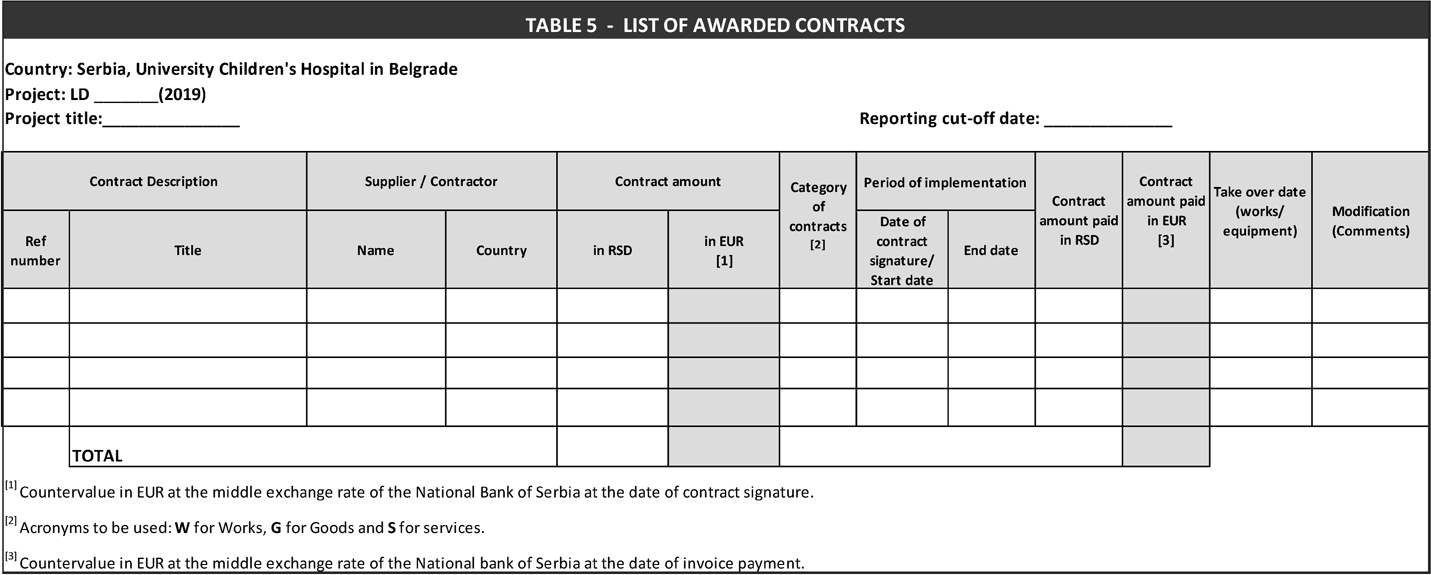 TABLE 5 - LIST OF AWARDED CONTRACTS
Country: Serbia, University Children's Hospital in Belgrade
Project: LD _______(2019)
Project title:_______________
Reporting cut-off date: ______________
Contract Description
Supplier / Contractor
Contract amount
Category
of
contracts
[2]
Period of implementation
Contract
amount paid
in RSD
Contract
amount paid
in EUR
[3]
Take over date
(works/
equipment)
Modification
(Comments)
Ref
number
Title
Name
Country
in RSD
in EUR
[1]
Date of
contract
signature/
Start date
End date
TOTAL
[1] Countervalue in EUR at the middle exchange rate of the National Bank of Serbia at the date of contract signature.
[2] Acronyms to be used: W for Works, G for Goods and S for services.
[3] Countervalue in EUR at the middle exchange rate of the National bank of Serbia at the date of invoice payment.